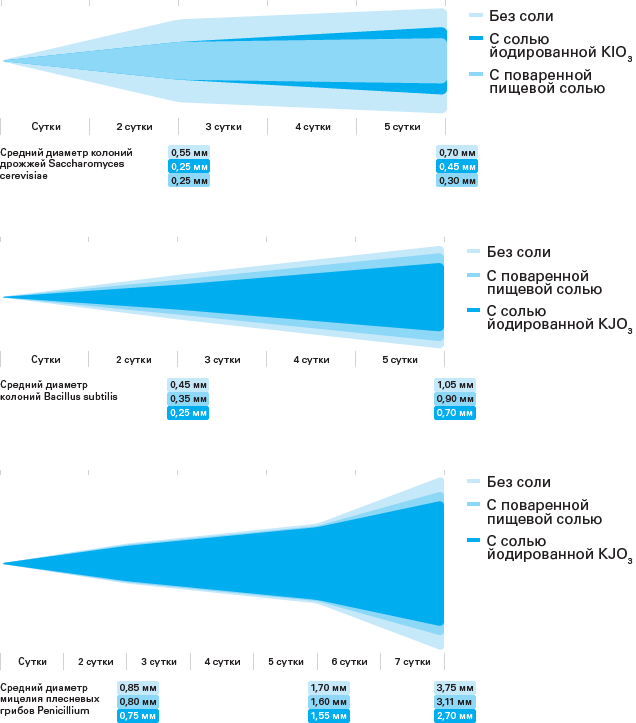 Без соли
С солью
йодированной KIO3
С поваренной
пищевой солью
Сутки 2 сутки 3 сутки 4 сутки 5 сутки
Средний диаметр колоний
дрожжей Saccharomyces
cerevisiae
0,55 мм 0,70 мм
0,25 мм 0,45 мм
0,25 мм 0,30 мм
Без соли
С поваренной
пищевой солью
С солью
йодированной KJO3
Сутки 2 сутки 3 сутки 4 сутки 5 сутки
Средний диаметр
колоний Bacillus subtilis
0,45 мм 1,05 мм
0,35 мм 0,90 мм
0,25 мм 0,70 мм
Без соли
С поваренной
пищевой солью
С солью
йодированной KJO3
Сутки 2 сутки 3 сутки 4 сутки 5 сутки 6 сутки 7 сутки
Средний диаметр
мицелия плесневых
грибов Penicillium
0,85 мм 1,70 мм 3,75 мм
0,80 мм 1,60 мм 3,11 мм
0,75 мм 1,55 мм 2,70 мм